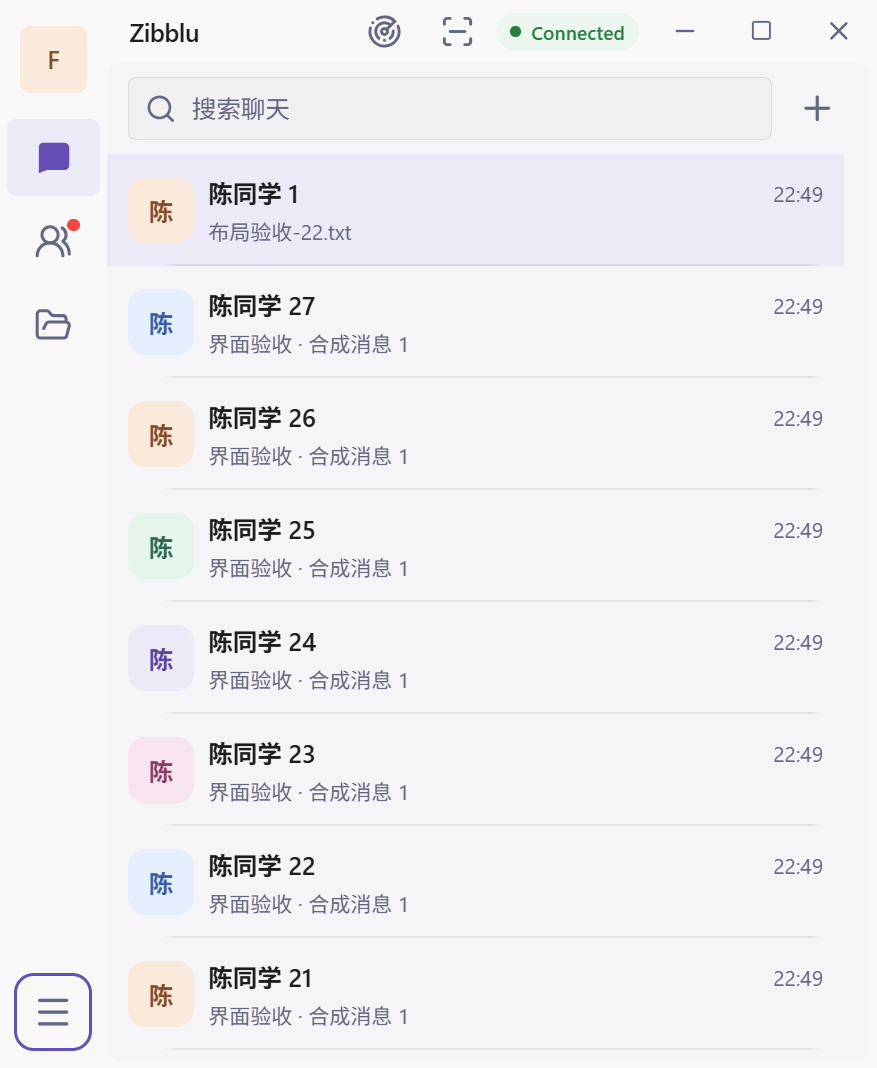 F
Zibblu
Connected
搜索聊天
陈
陈同学 1
22:49
布局验收-22.txt
陈
陈同学 27
22:49
界面验收 · 合成消息 1
陈
陈同学 26
22:49
界面验收 · 合成消息 1
陈
陈同学 25
22:49
界面验收 · 合成消息 1
陈
陈同学 24
22:49
界面验收 · 合成消息 1
陈
陈同学 23
22:49
界面验收 · 合成消息 1
陈
陈同学 22
22:49
界面验收 · 合成消息 1
陈
陈同学 21
22:49
界面验收 · 合成消息 1